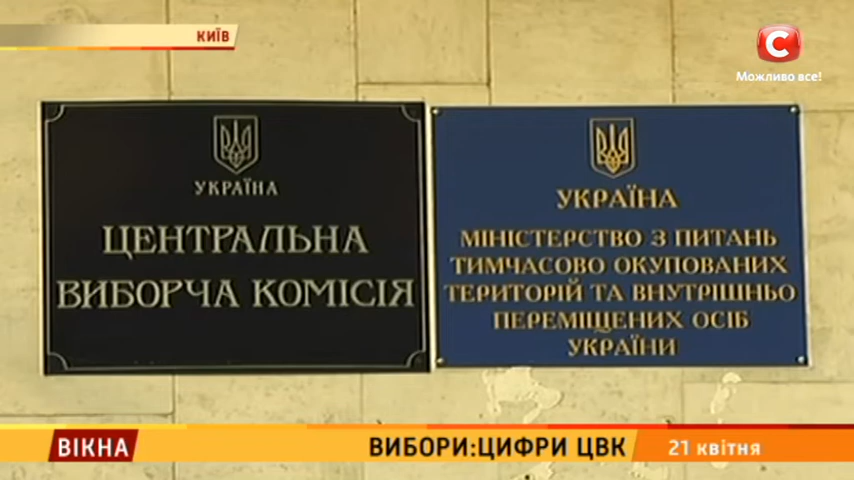 КИЇВ
С
Можливо все!
УКРАЇНА
ЦЕНТРАЛЬНА
ВИБОРЧА КОМІСІЯ
УКРАЇНА
МІНІСТЕРСТВО З ПИТАНЬ
ТИМЧАСОВО ОКУПОВАНИХ
ТЕРИТОРІЙ ТА ВНУТРІШНЬО
ПЕРЕМІЩЕНИХ ОСІБ
УКРАЇНИ
ВІКНА
ВИБОРИ:ЦИФРИ ЦВК
21 квітня